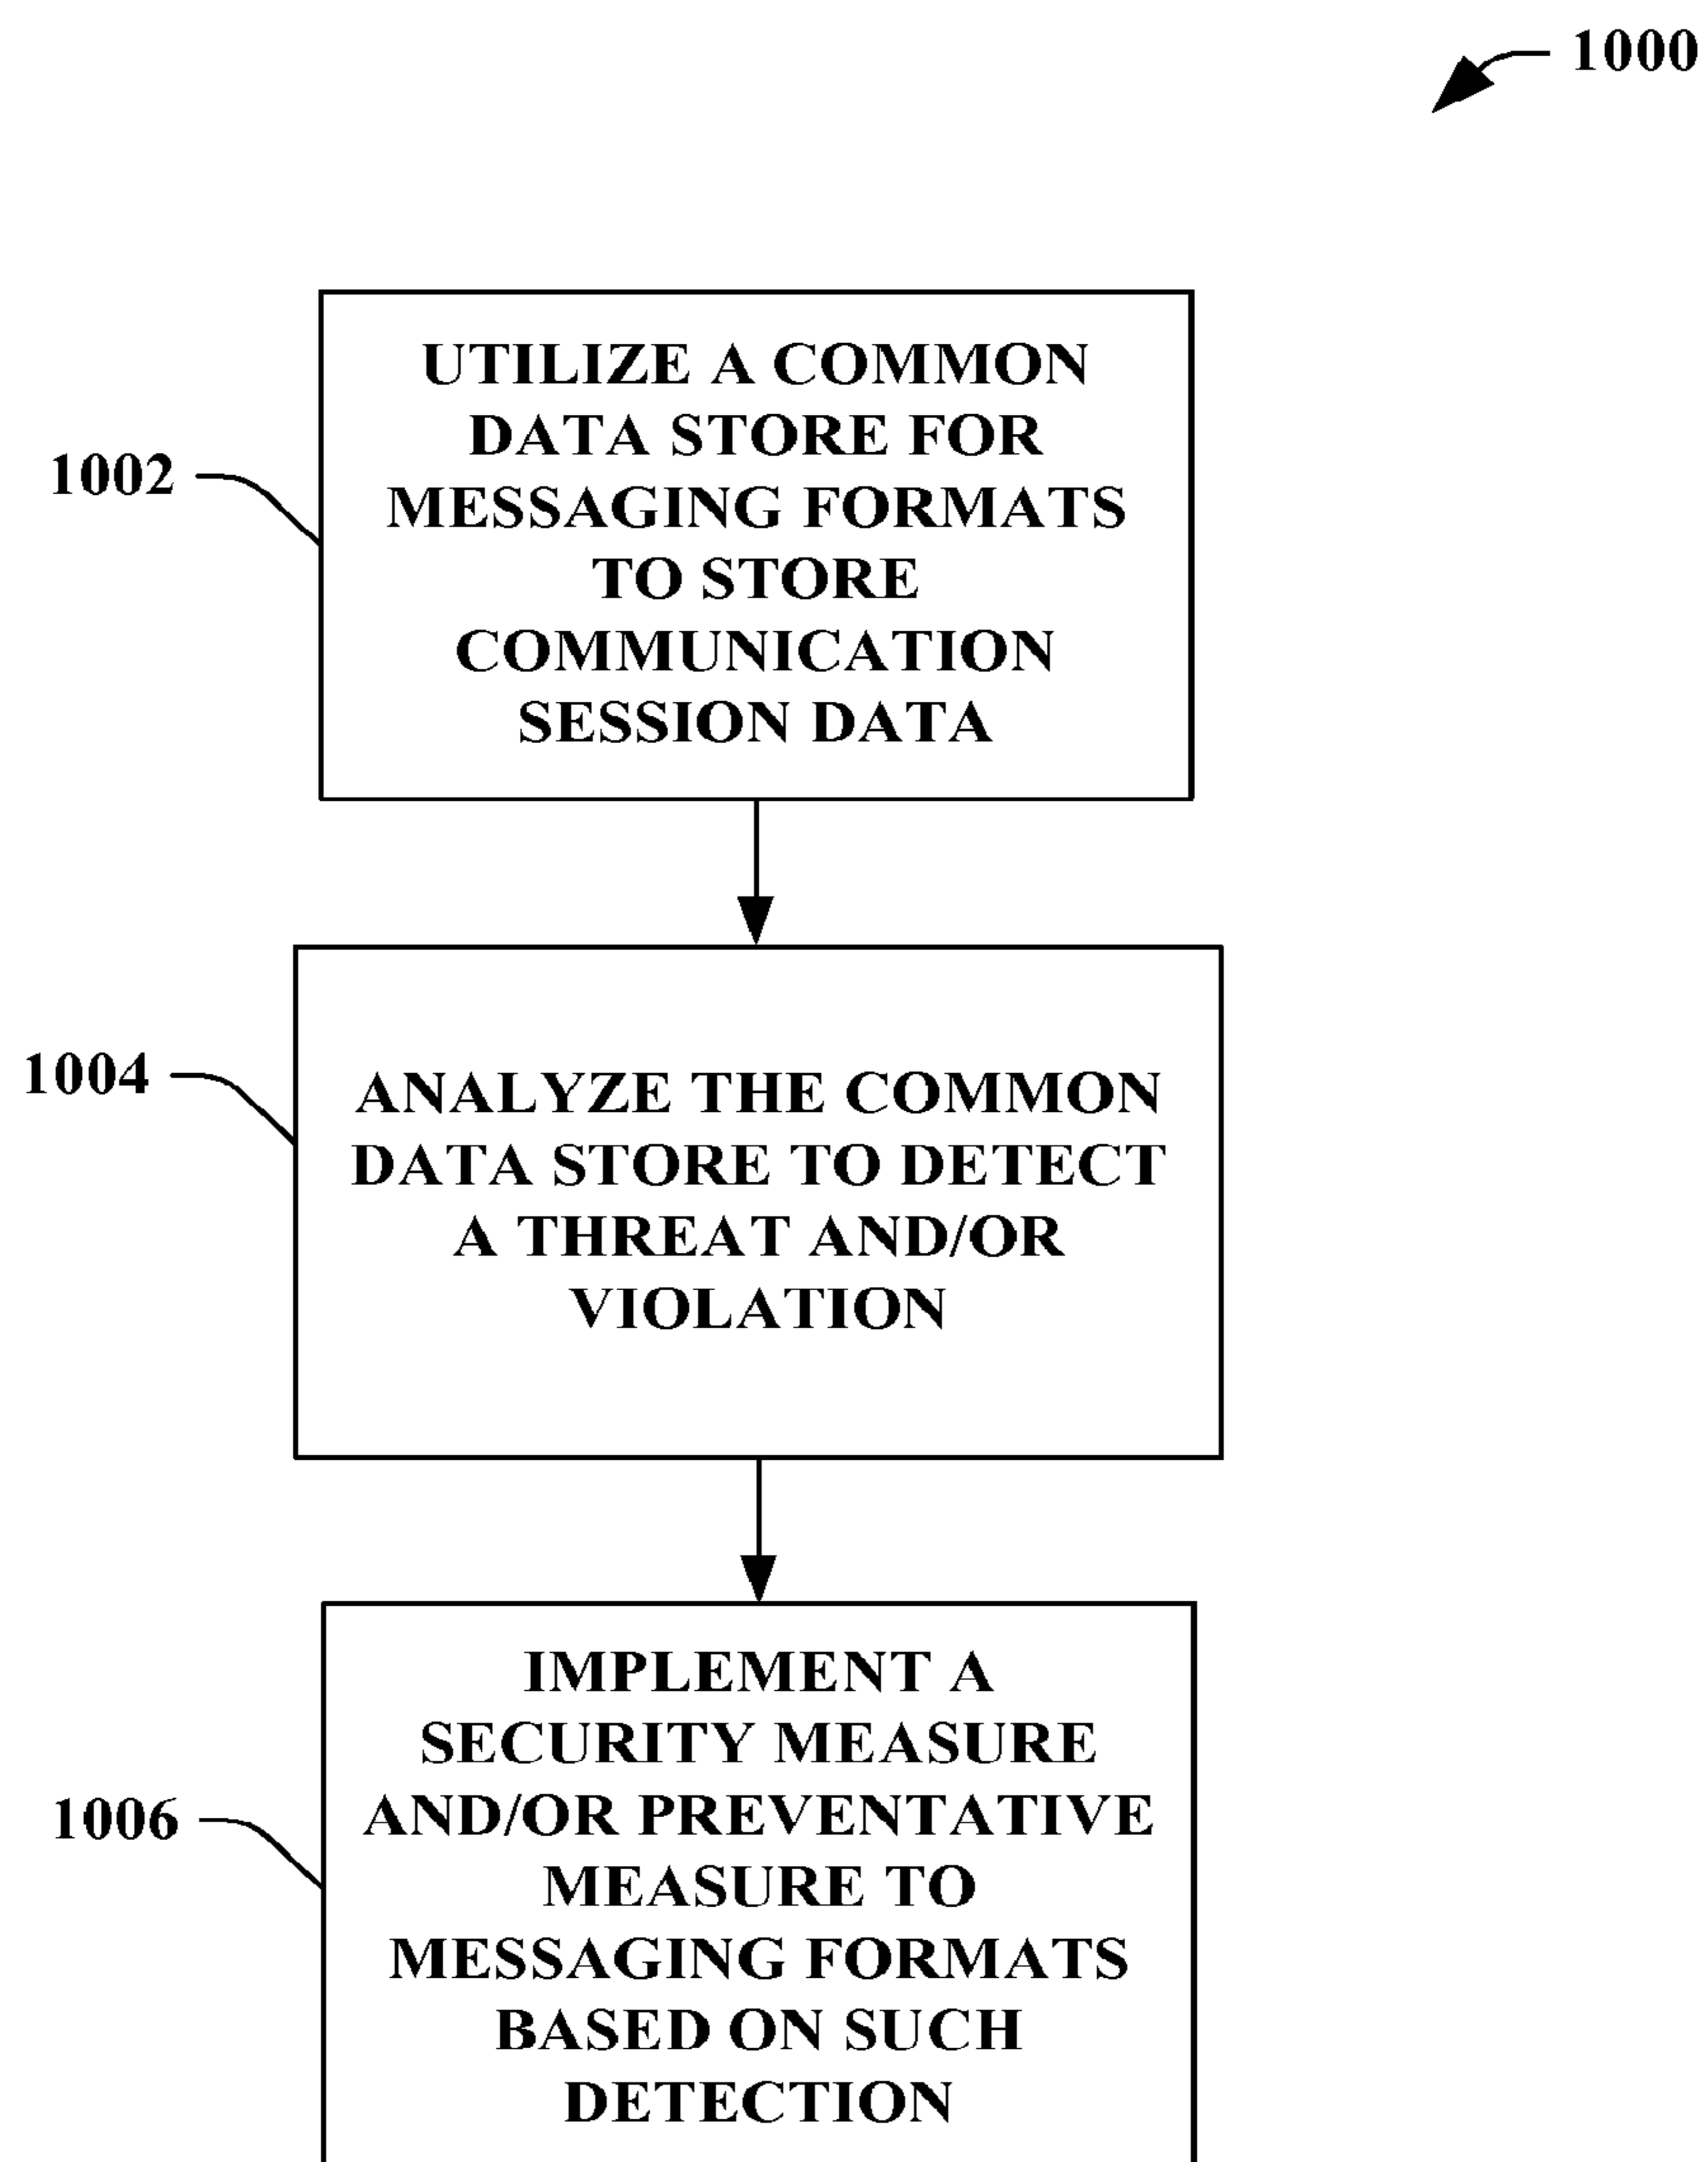 1000
UTILIZE A COMMON
DATA STORE FOR
MESSAGING FORMATS
TO STORE
COMMUNICATION
SESSION DATA
1002
ANALYZE THE COMMON
DATA STORE TO DETECT
A THREAT AND/OR
VIOLATION
1004
IMPLEMENT A
SECURITY MEASURE
AND/OR PREVENTATIVE
MEASURE TO
MESSAGING FORMATS
BASED ON SUCH
DETECTION
1006